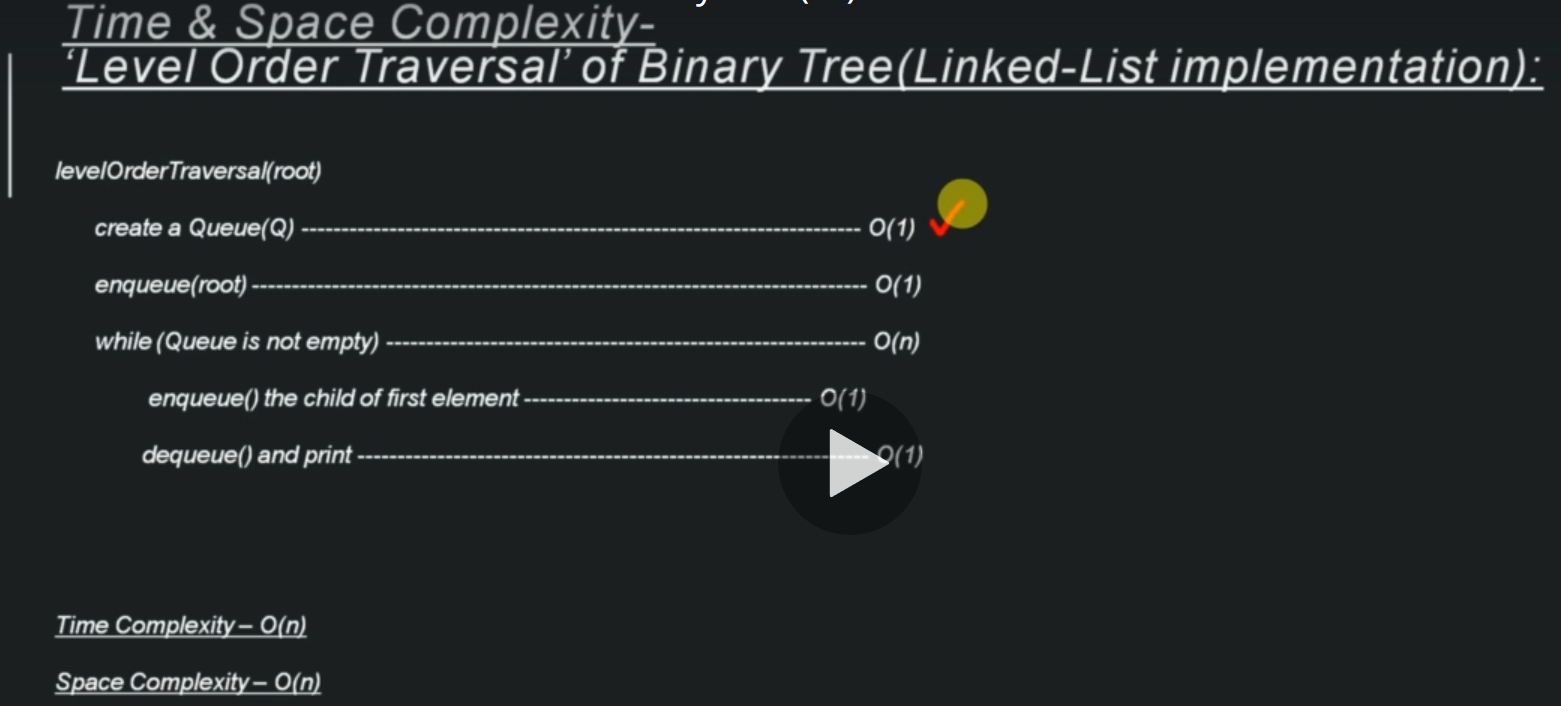 Time & Space Complexity-
‘Level Order Traversal’ of Binary Tree(Linked-List implementation):
levelOrderTraversal(root)
create a Queue(Q) ---------------------------------------------------------------------- O(1)
enqueue(root) ----------------------------------------------------------------------------- O(1)
while (Queue is not empty) ------------------------------------------------------------ O(n)
enqueue() the child of first element ------------------------------------ O(1)
dequeue() and print ---------------------------------------------------------------- O(1)
Time Complexity – O(n)
Space Complexity – O(n)